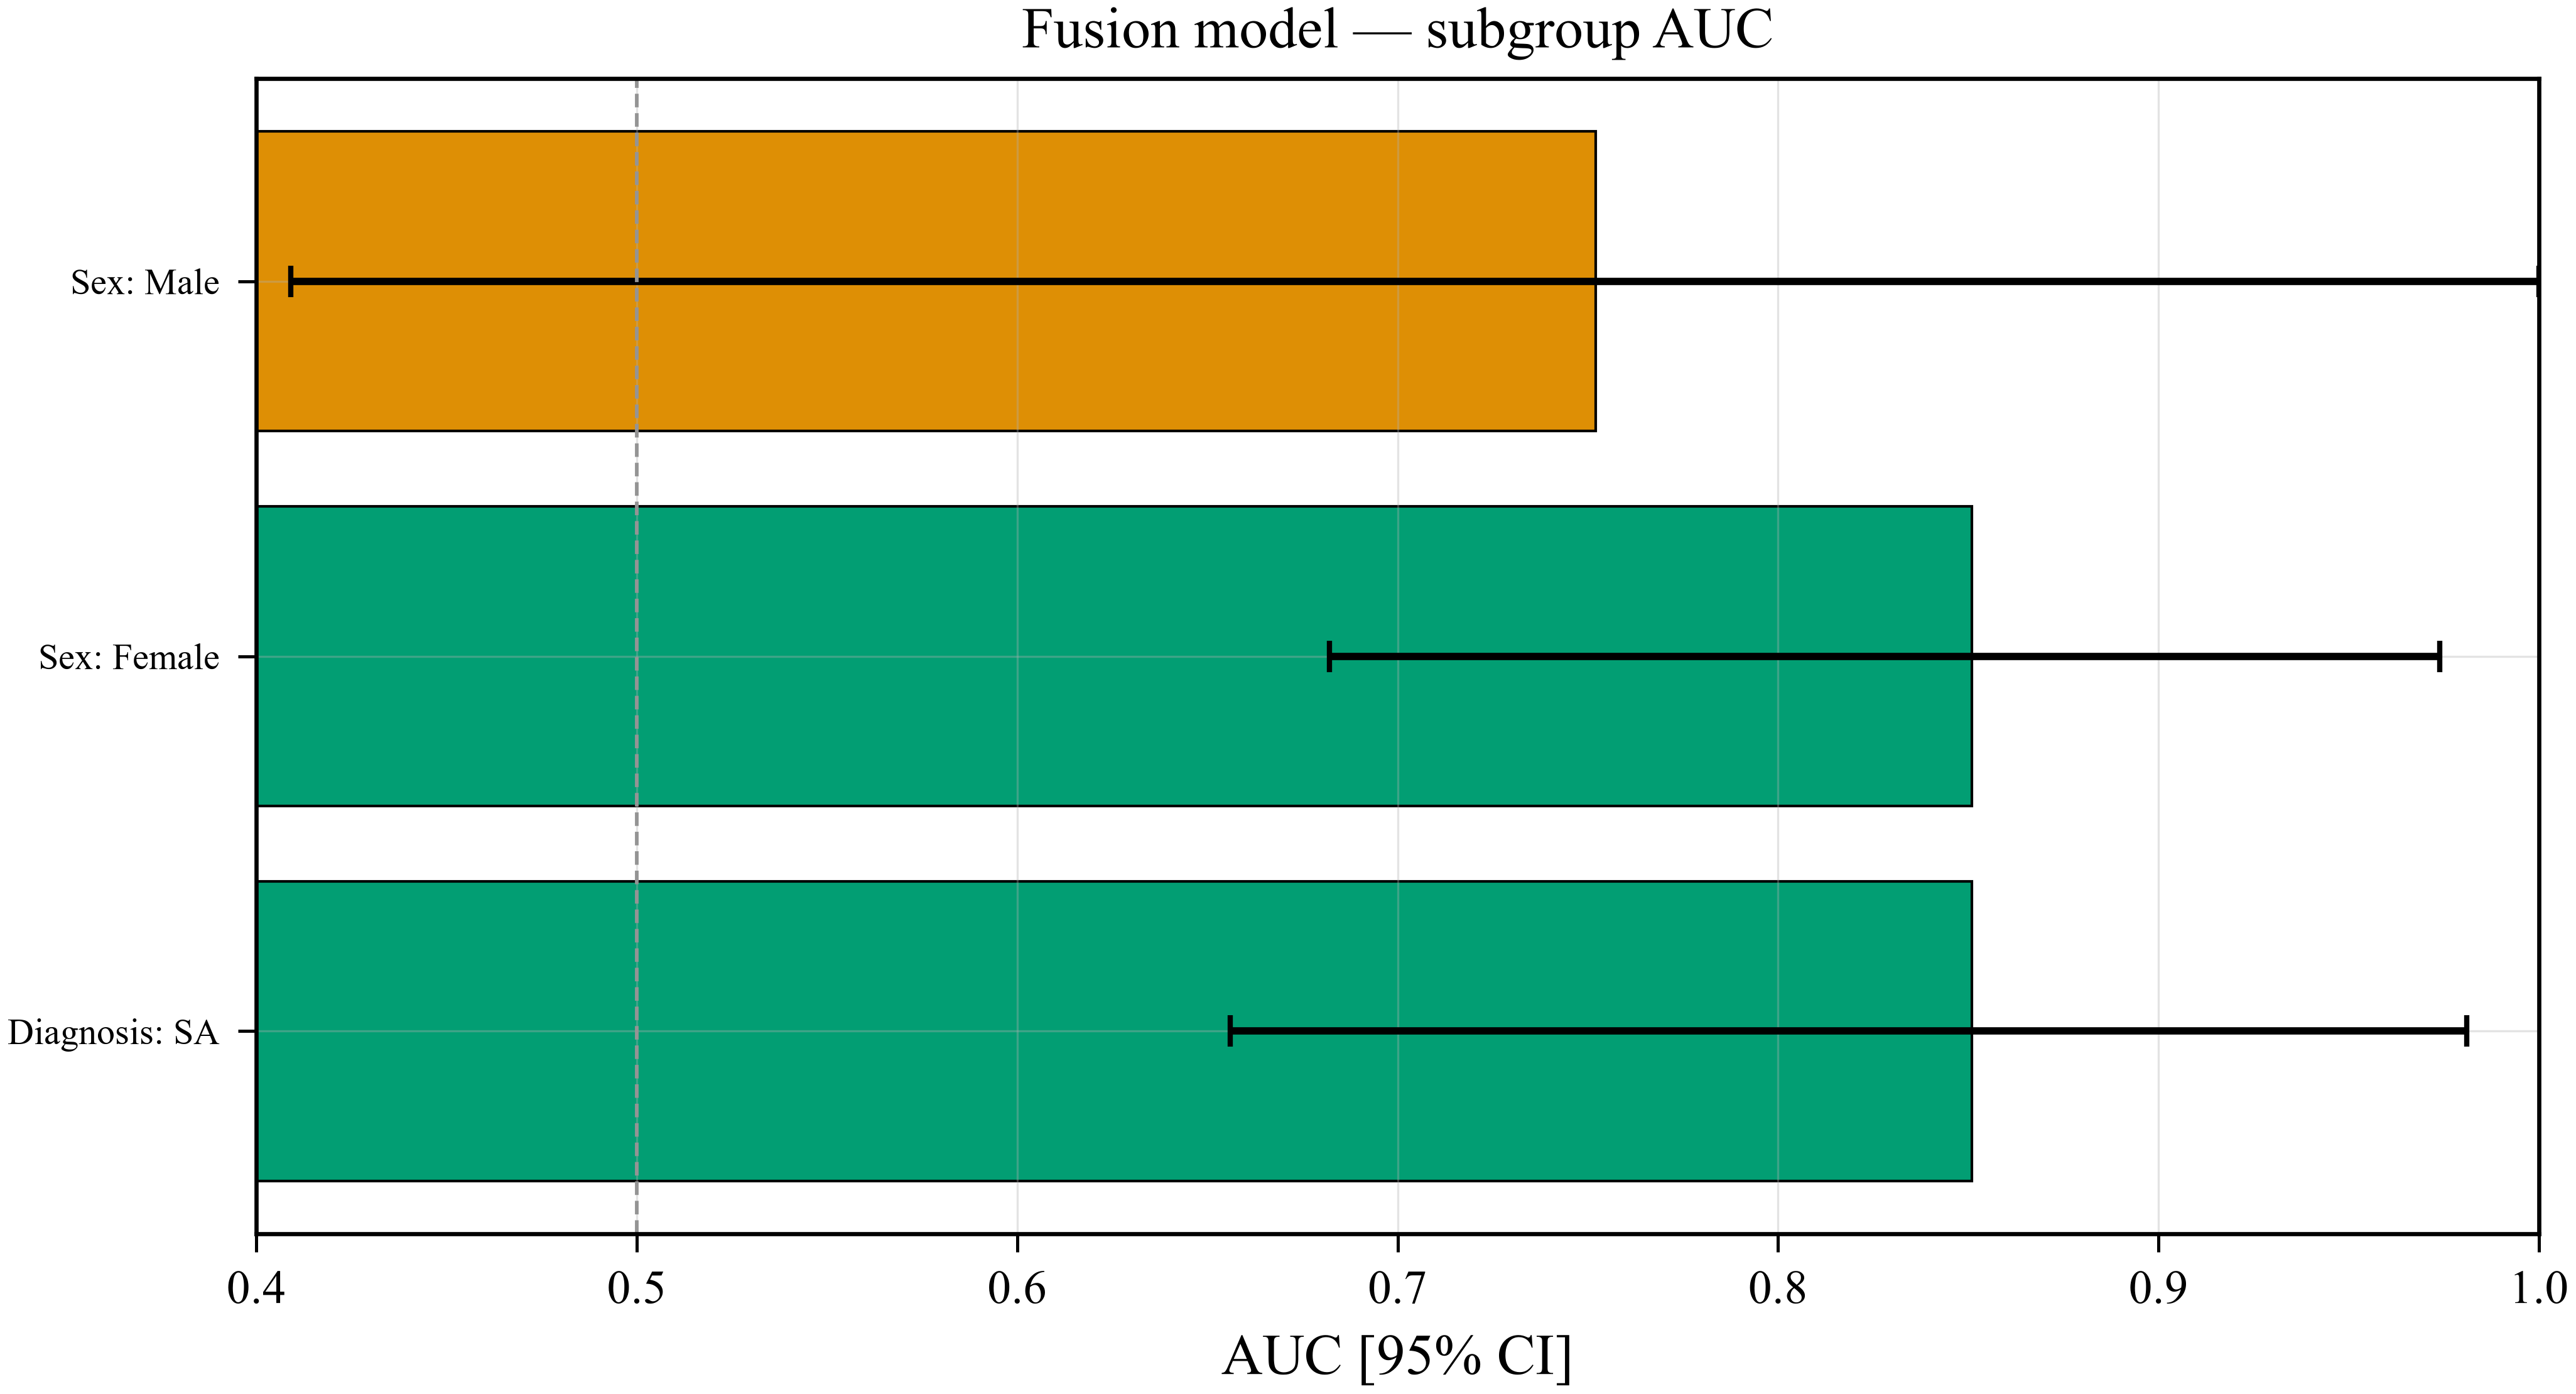 Fusion model — subgroup AUC
Sex: Male
Sex: Female
Diagnosis: SA
0.4 0.5 0.6 0.7 0.8 0.9 1.0
AUC [95% CI]